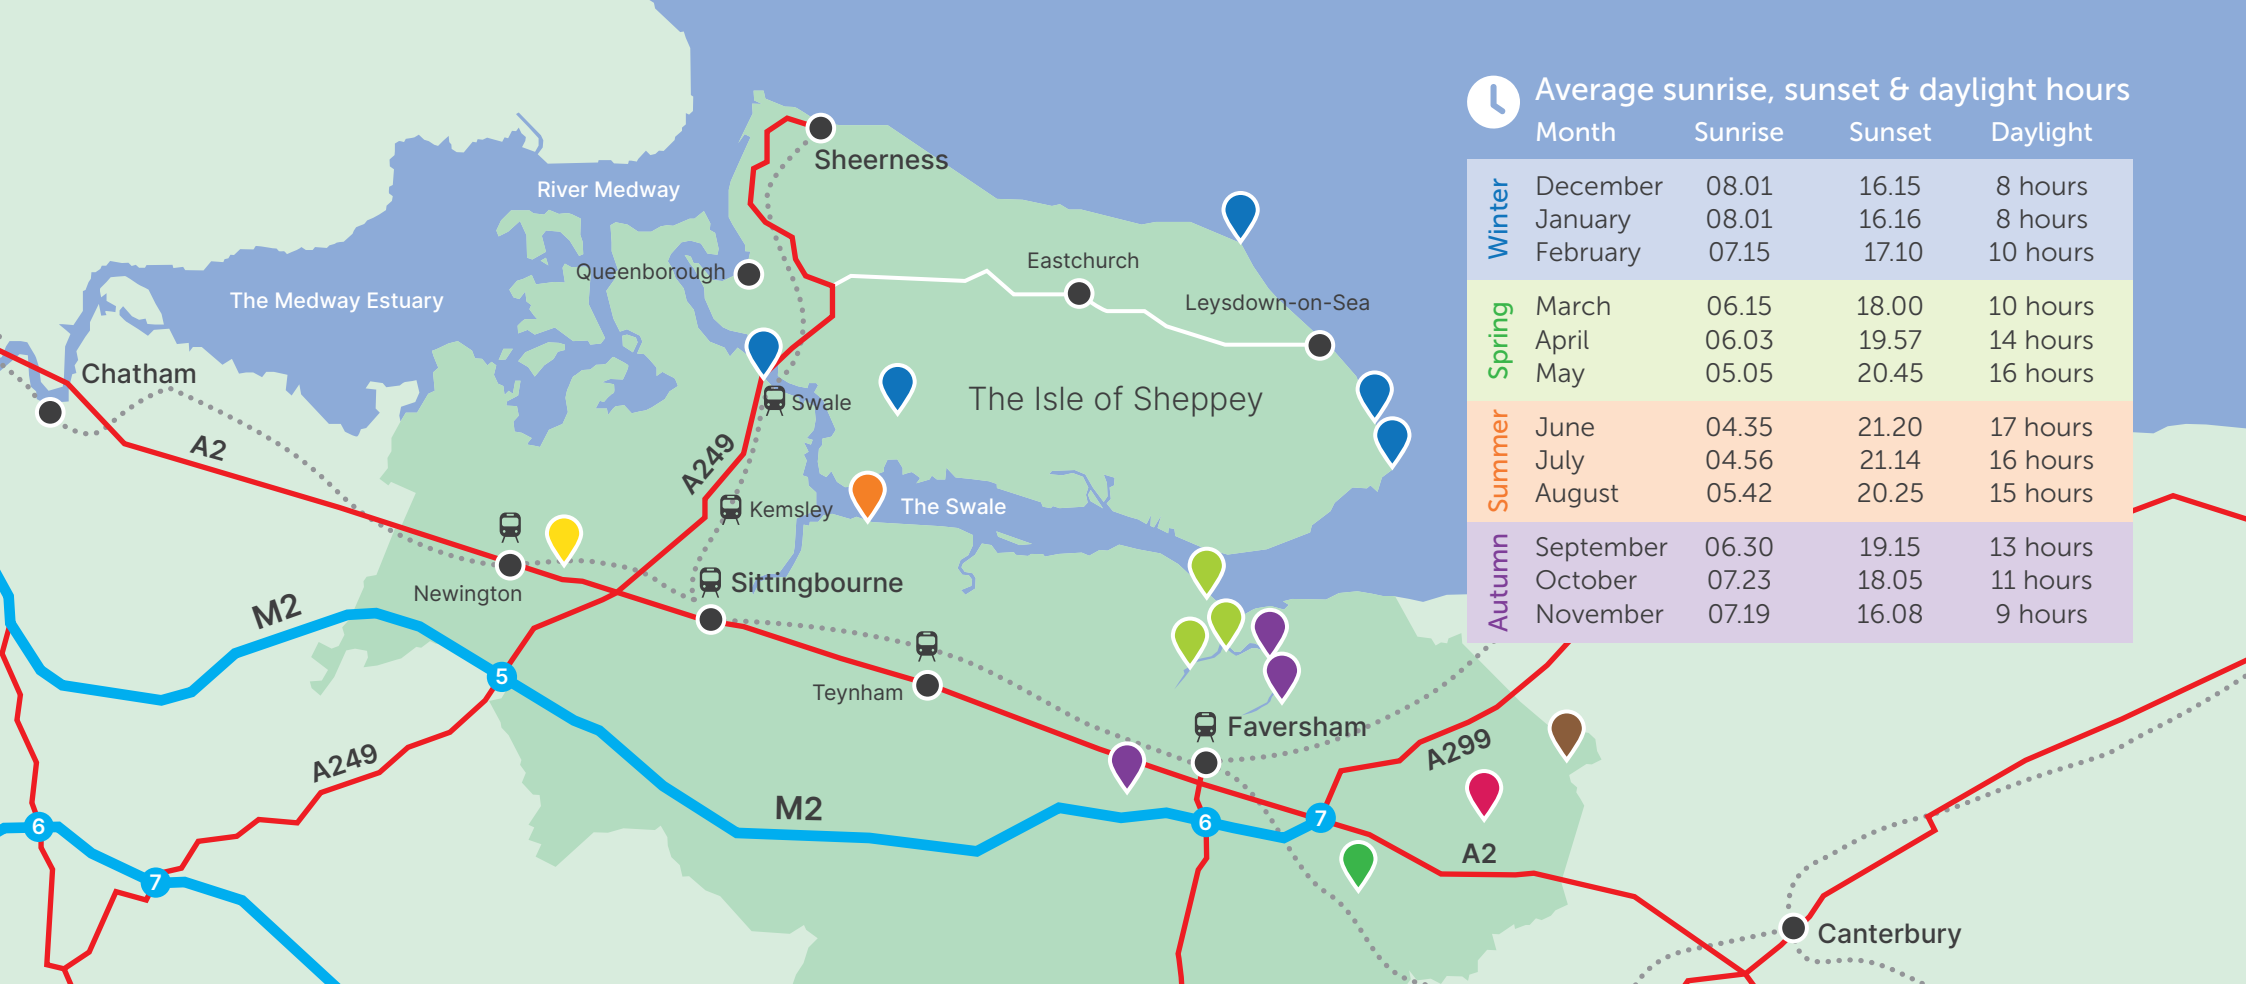 Average sunrise, sunset & daylight hours
Month Sunrise Sunset Daylight
Winter
December 08.01 16.15 8 hours
January 08.01 16.16 8 hours
February 07.15 17.10 10 hours
Spring
March 06.15 18.00 10 hours
April 06.03 19.57 14 hours
May 05.05 20.45 16 hours
Summer
June 04.35 21.20 17 hours
July 04.56 21.14 16 hours
August 05.42 20.25 15 hours
Autumn
September 06.30 19.15 13 hours
October 07.23 18.05 11 hours
November 07.19 16.08 9 hours
Sheerness
River Medway
Eastchurch
Queenborough
The Medway Estuary
Leysdown-on-Sea
Chatham
The Isle of Sheppey
Swale
A2
A249
Kemsley
The Swale
Sittingbourne
Newington
M2
5
Teynham
Faversham
A299
A249
M2
6
7
6
7
A2
Canterbury